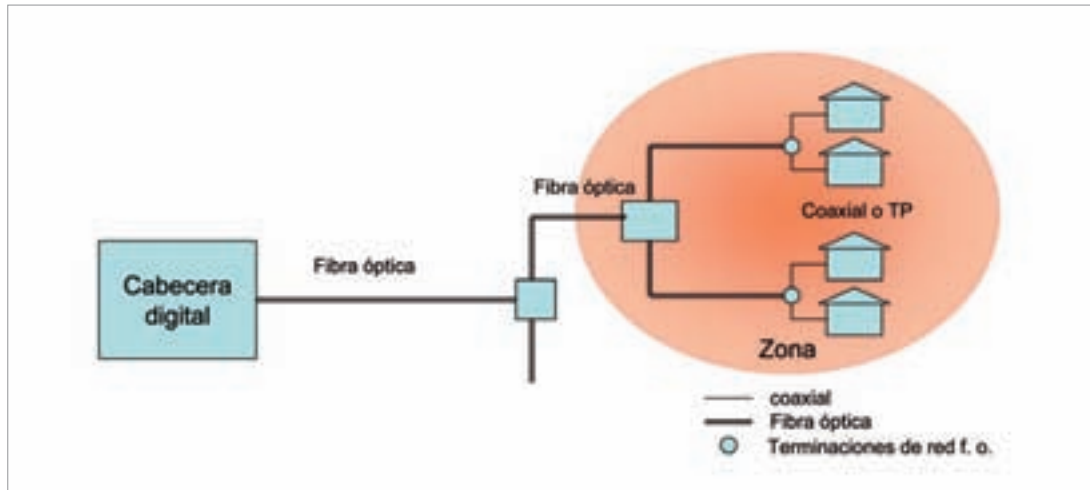 Fibra óptica
Coaxial o TP
Fibra óptica
Cabecera
digital
Zona
coaxial
Fibra óptica
Terminaciones de red f. o.